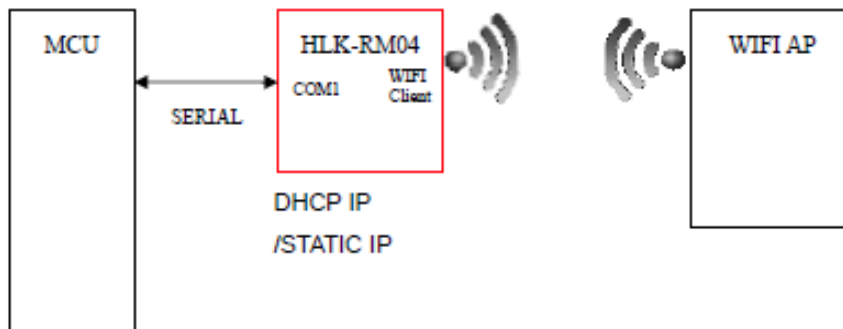 MCU
HLK-RM04
WIFI AP
COM1
WIFI
Client
SERIAL
DHCP IP
/STATIC IP